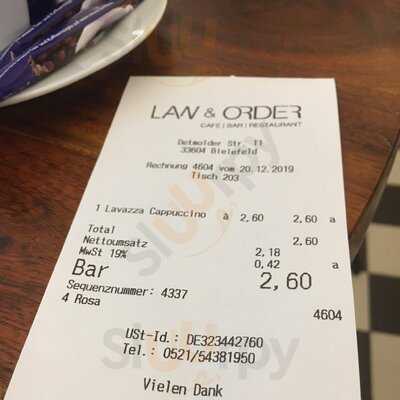 LAW & ORDER
CAFE | BAR | RESTAURANT
Detmolder Str. 11
33604 Bielefeld
Rechnung 4604 vom 20.12.2019
Tisch 203
1 Lavazza Cappuccino à 2,60 2,60 a
Total 2,60
Nettoumsatz 2,18
MwSt 19% 0,42 a
Bar 2,60
Sequenznummer: 4337
4 Rosa 4604
USt-Id.: DE323442760
Tel.: 0521/54381950
Vielen Dank
sluurpy
sluurpy